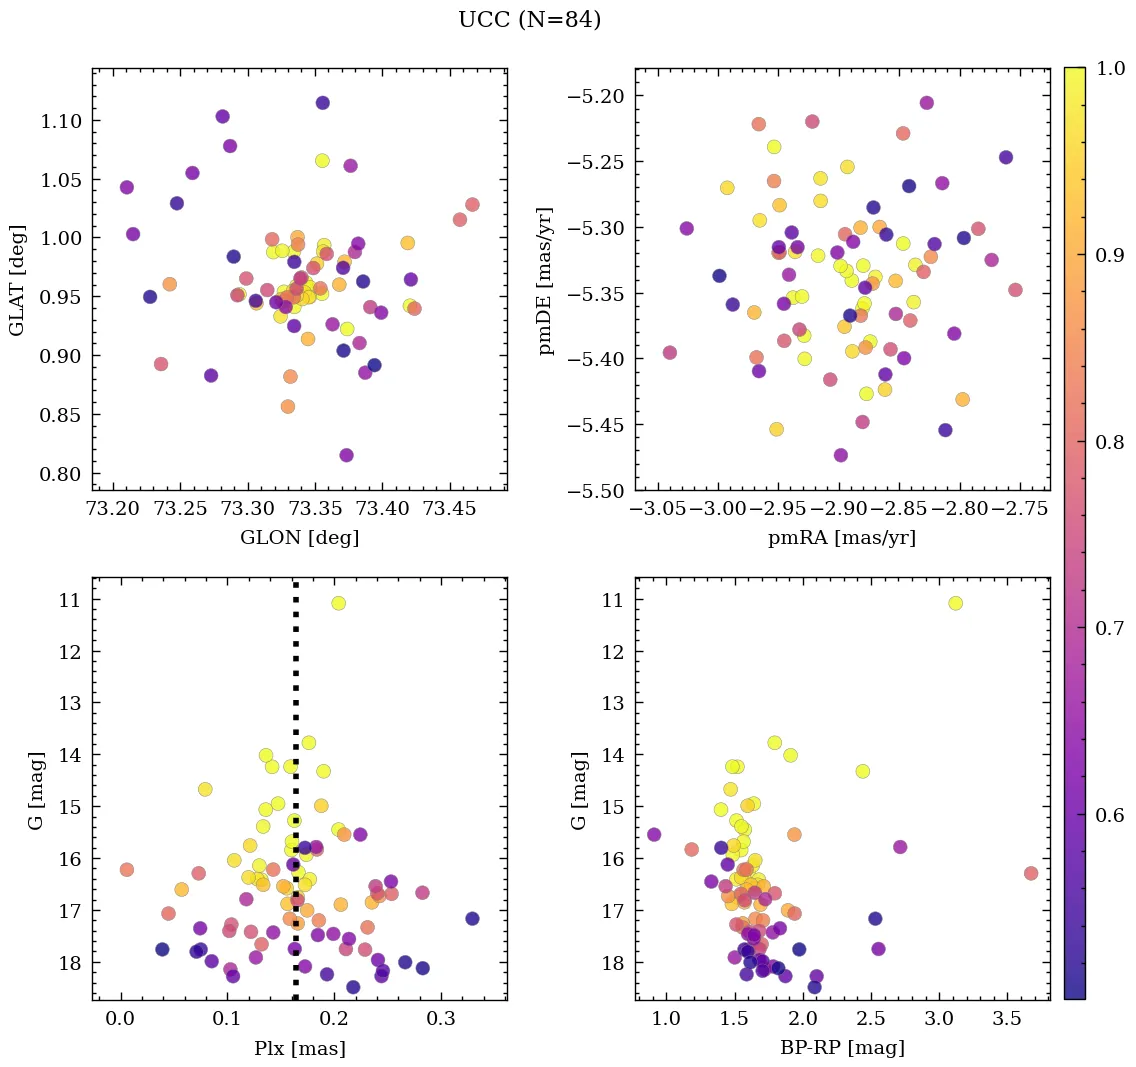 UCC (N=84)
1.10
1.05
1.00
0.95
0.90
0.85
0.80
GLAT [deg]
73.20 73.25 73.30 73.35 73.40 73.45
GLON [deg]
−5.20
−5.25
−5.30
−5.35
−5.40
−5.45
−5.50
pmDE [mas/yr]
−3.05 −3.00 −2.95 −2.90 −2.85 −2.80 −2.75
pmRA [mas/yr]
11
12
13
14
15
16
17
18
G [mag]
0.0 0.1 0.2 0.3
Plx [mas]
11
12
13
14
15
16
17
18
G [mag]
1.0 1.5 2.0 2.5 3.0 3.5
BP-RP [mag]
1.0
0.9
0.8
0.7
0.6